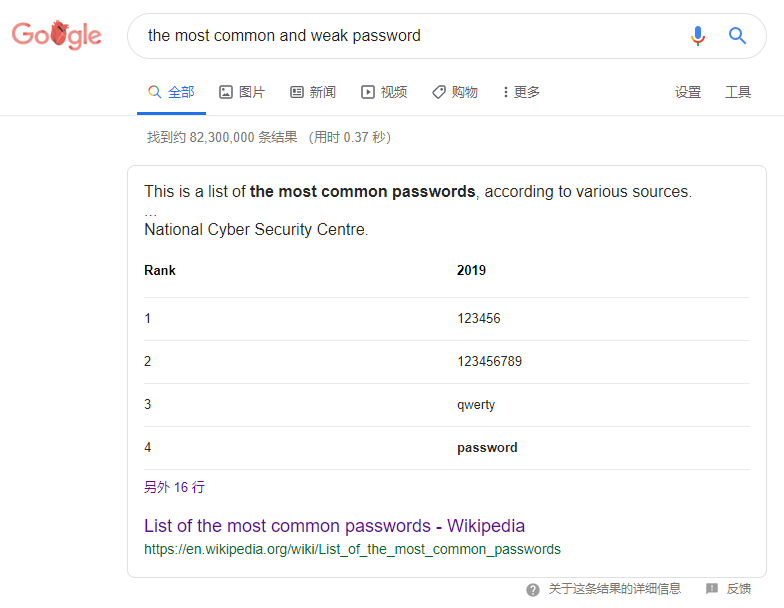 Google
the most common and weak password
全部 图片 新闻 视频 购物 更多 设置 工具
找到约 82,300,000 条结果 （用时 0.37 秒）
This is a list of the most common passwords, according to various sources.
...
National Cyber Security Centre.
Rank 2019
1 123456
2 123456789
3 qwerty
4 password
另外 16 行
List of the most common passwords - Wikipedia
https://en.wikipedia.org/wiki/List_of_the_most_common_passwords
关于这条结果的详细信息 反馈